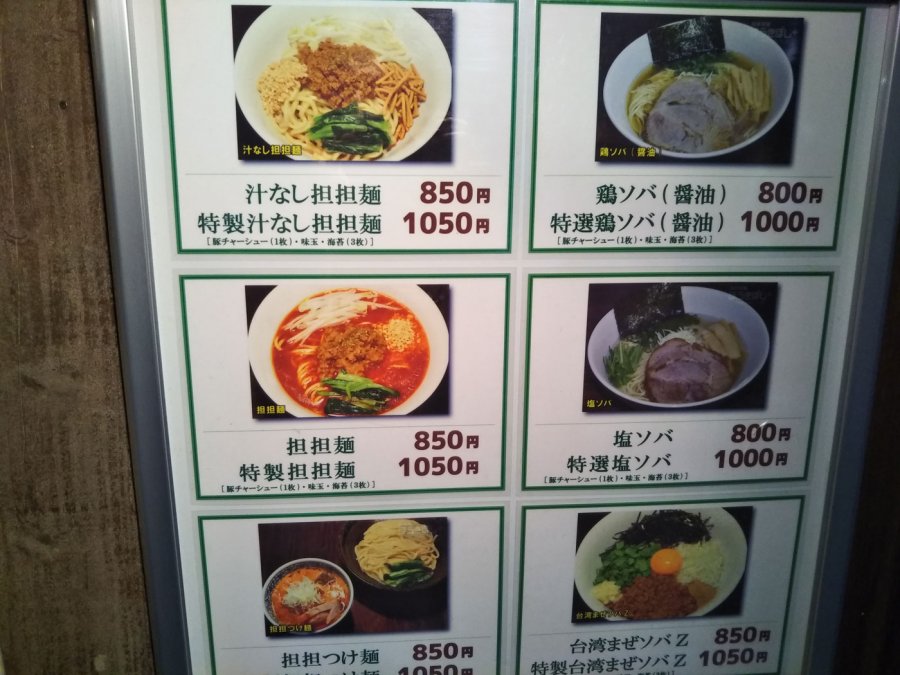 汁なし担担麺
汁なし担担麺 850円
特製汁なし担担麺 1050円
[豚チャーシュー(1枚)・味玉・海苔(3枚)]
鶏ソバ(醤油)
鶏ソバ(醤油) 800円
特選鶏ソバ(醤油) 1000円
[豚チャーシュー(1枚)・味玉・海苔(3枚)]
担担麺
担担麺 850円
特製担担麺 1050円
[豚チャーシュー(1枚)・味玉・海苔(3枚)]
塩ソバ
塩ソバ 800円
特選塩ソバ 1000円
[豚チャーシュー(1枚)・味玉・海苔(3枚)]
担担つけ麺
担担つけ麺 850円
担担つけ麺 1050円
台湾まぜソバZ
台湾まぜソバZ 850円
特製台湾まぜソバZ 1050円